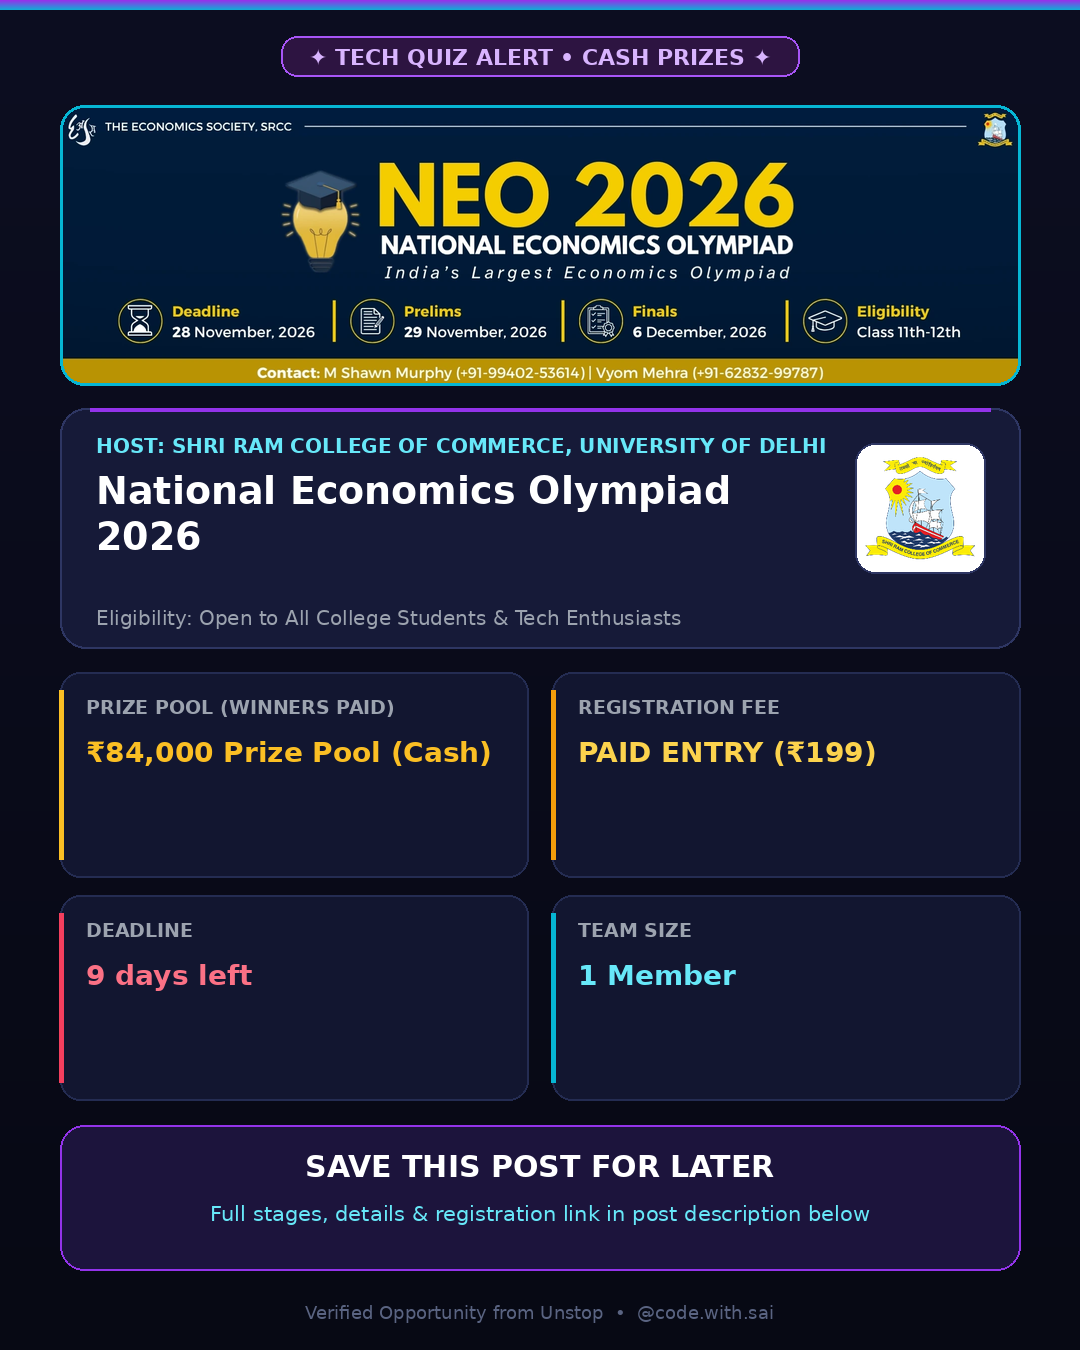 ✦ TECH QUIZ ALERT • CASH PRIZES ✦
THE ECONOMICS SOCIETY, SRCC
NEO 2026
NATIONAL ECONOMICS OLYMPIAD
India's Largest Economics Olympiad
Deadline
28 November, 2026
Prelims
29 November, 2026
Finals
6 December, 2026
Eligibility
Class 11th-12th
Contact: M Shawn Murphy (+91-99402-53614) | Vyom Mehra (+91-62832-99787)
HOST: SHRI RAM COLLEGE OF COMMERCE, UNIVERSITY OF DELHI
National Economics Olympiad
2026
SHRI RAM COLLEGE OF COMMERCE
Eligibility: Open to All College Students & Tech Enthusiasts
PRIZE POOL (WINNERS PAID)
₹84,000 Prize Pool (Cash)
REGISTRATION FEE
PAID ENTRY (₹199)
DEADLINE
9 days left
TEAM SIZE
1 Member
SAVE THIS POST FOR LATER
Full stages, details & registration link in post description below
Verified Opportunity from Unstop • @code.with.sai